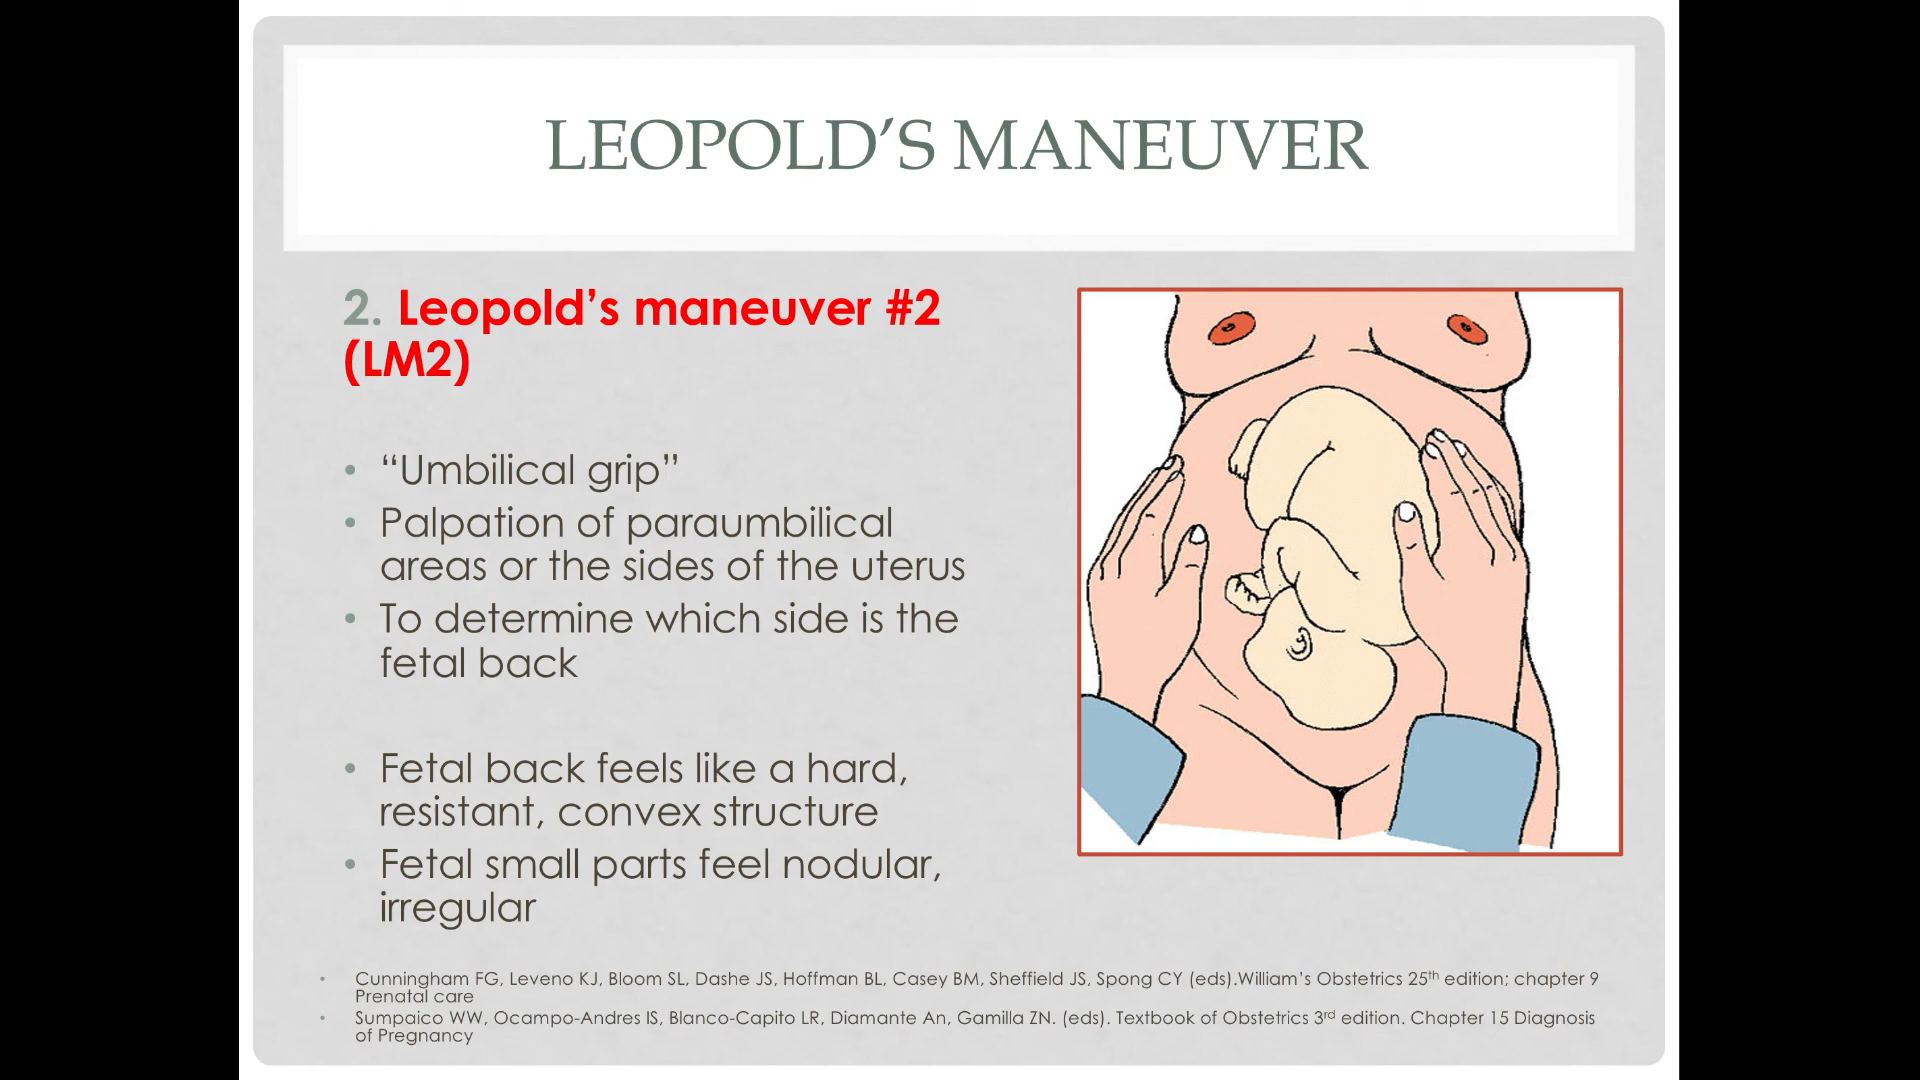 LEOPOLD’S MANEUVER
2. Leopold’s maneuver #2
(LM2)
• “Umbilical grip”
• Palpation of paraumbilical
areas or the sides of the uterus
• To determine which side is the
fetal back
• Fetal back feels like a hard,
resistant, convex structure
• Fetal small parts feel nodular,
irregular
• Cunningham FG, Leveno KJ, Bloom SL, Dashe JS, Hoffman BL, Casey BM, Sheffield JS, Spong CY (eds).William’s Obstetrics 25th edition; chapter 9
Prenatal care
• Sumpaico WW, Ocampo-Andres IS, Blanco-Capito LR, Diamante An, Gamilla ZN. (eds). Textbook of Obstetrics 3rd edition. Chapter 15 Diagnosis
of Pregnancy